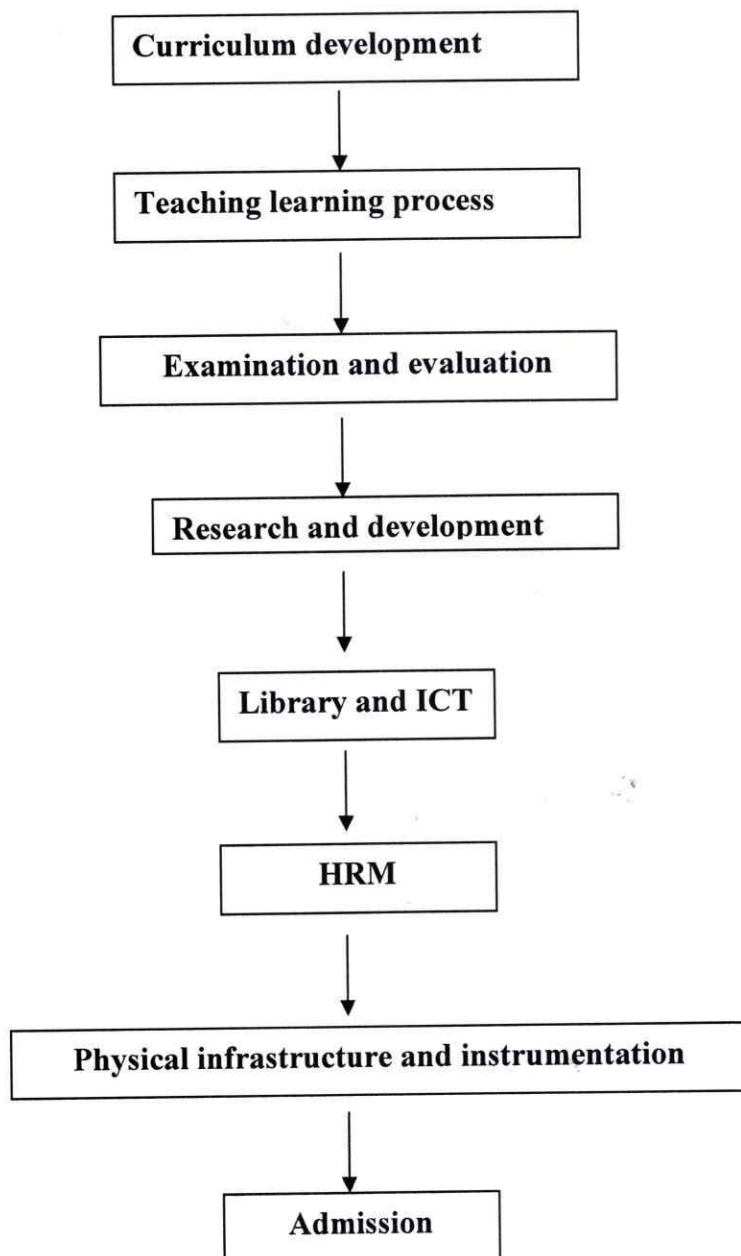 Curriculum development
Teaching learning process
Examination and evaluation
Research and development
Library and ICT
HRM
Physical infrastructure and instrumentation
Admission